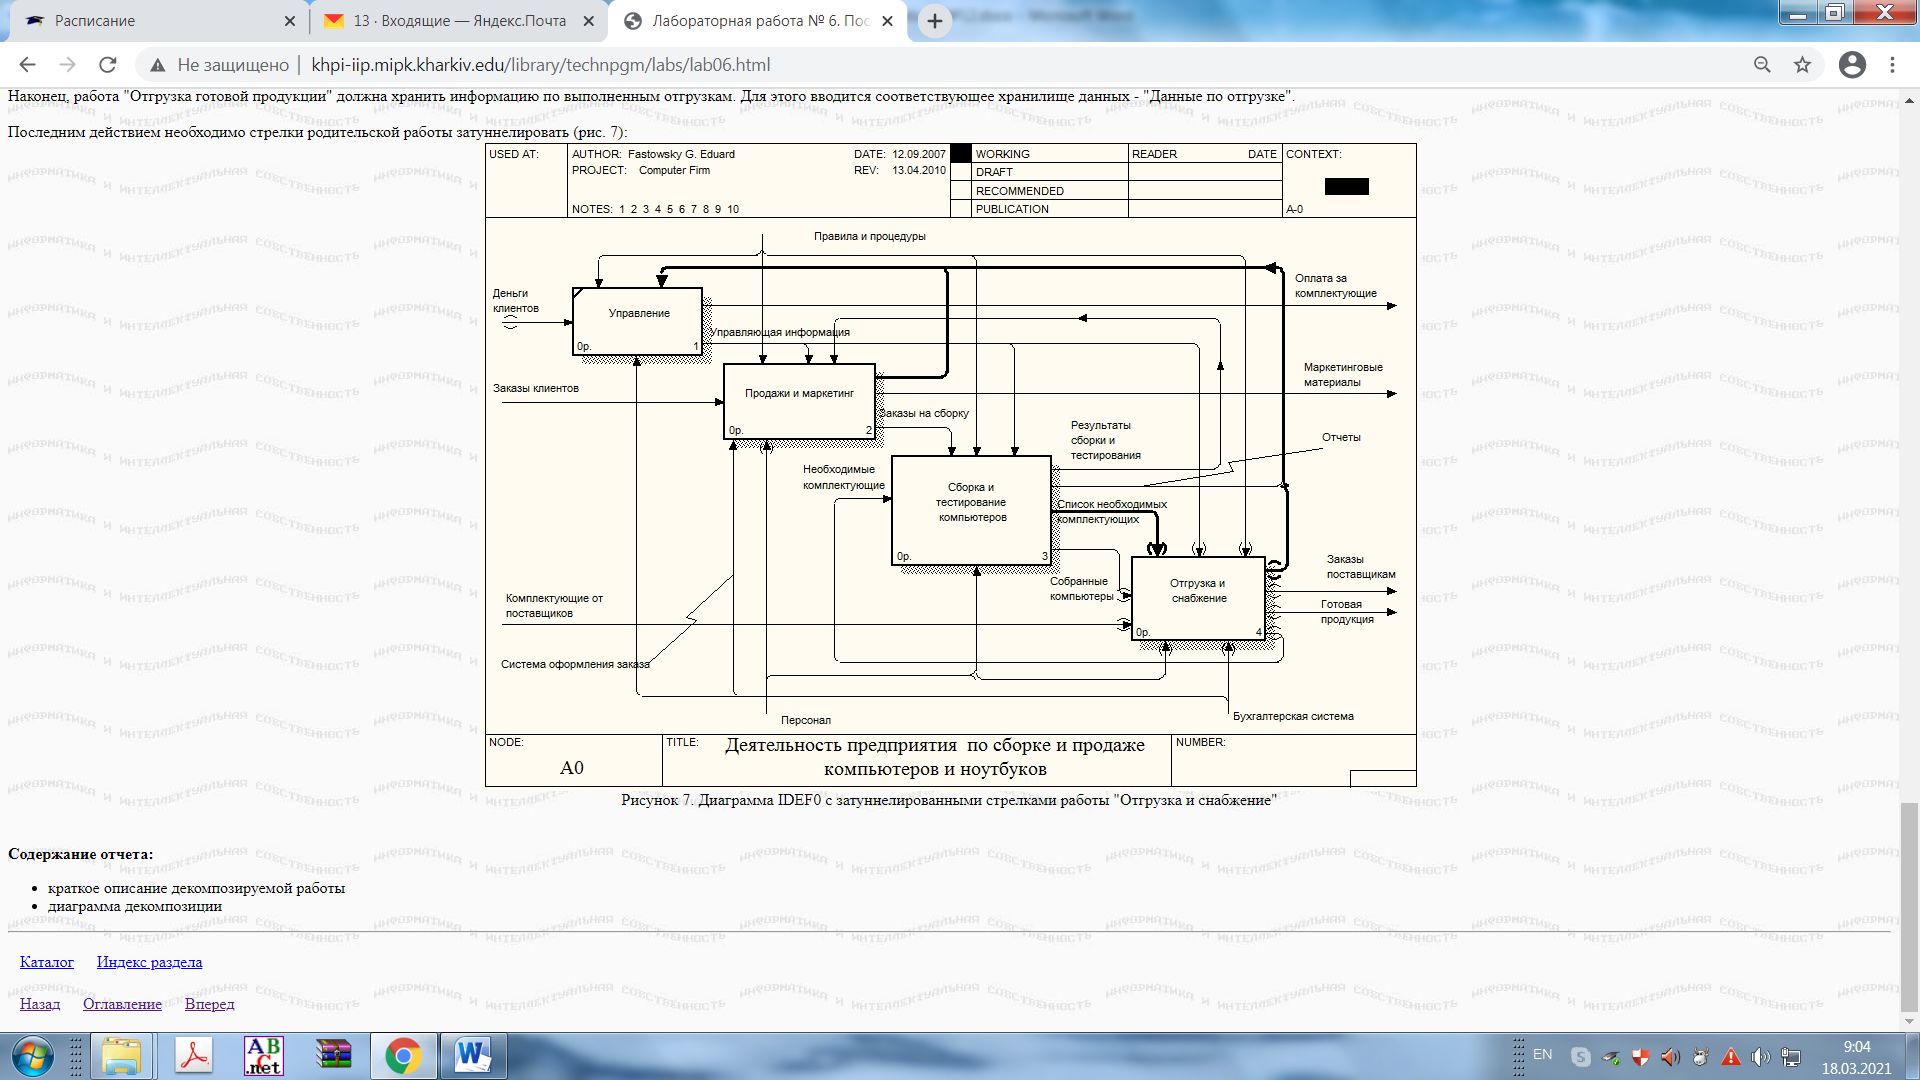 Расписание
13 · Входящие — Яндекс.Почта
Лабораторная работа № 6. Пос
Microsoft Word
Не защищено
khpi-iip.mipk.kharkiv.edu/library/technpgm/labs/lab06.html
Наконец, работа "Отгрузка готовой продукции" должна хранить информацию по выполненным отгрузкам. Для этого вводится соответствующее хранилище данных - "Данные по отгрузке".
Последним действием необходимо стрелки родительской работы затуннелировать (рис. 7):
USED AT:
AUTHOR: Fastowsky G. Eduard
DATE: 12.09.2007
PROJECT: Computer Firm
REV: 13.04.2010
NOTES: 1 2 3 4 5 6 7 8 9 10
WORKING
DRAFT
RECOMMENDED
PUBLICATION
READER DATE
CONTEXT:
A-0
Правила и процедуры
Деньги
клиентов
Управление
0р. 1
Оплата за
комплектующие
Управляющая информация
Заказы клиентов
Продажи и маркетинг
0р. 2
Маркетинговые
материалы
Заказы на сборку
Результаты
сборки и
тестирования
Отчеты
Необходимые
комплектующие
Сборка и
тестирование
компьютеров
0р. 3
Список необходимых
комплектующих
Собранные
компьютеры
Отгрузка и
снабжение
0р. 4
Заказы
поставщикам
Готовая
продукция
Комплектующие от
поставщиков
Система оформления заказа
Персонал
Бухгалтерская система
NODE:
A0
TITLE:
Деятельность предприятия по сборке и продаже
компьютеров и ноутбуков
NUMBER:
Рисунок 7. Диаграмма IDEF0 с затуннелированными стрелками работы "Отгрузка и снабжение"
Содержание отчета:
краткое описание декомпозируемой работы
диаграмма декомпозиции
Каталог Индекс раздела
Назад Оглавление Вперед
AB
C
.net
EN
9:04
18.03.2021